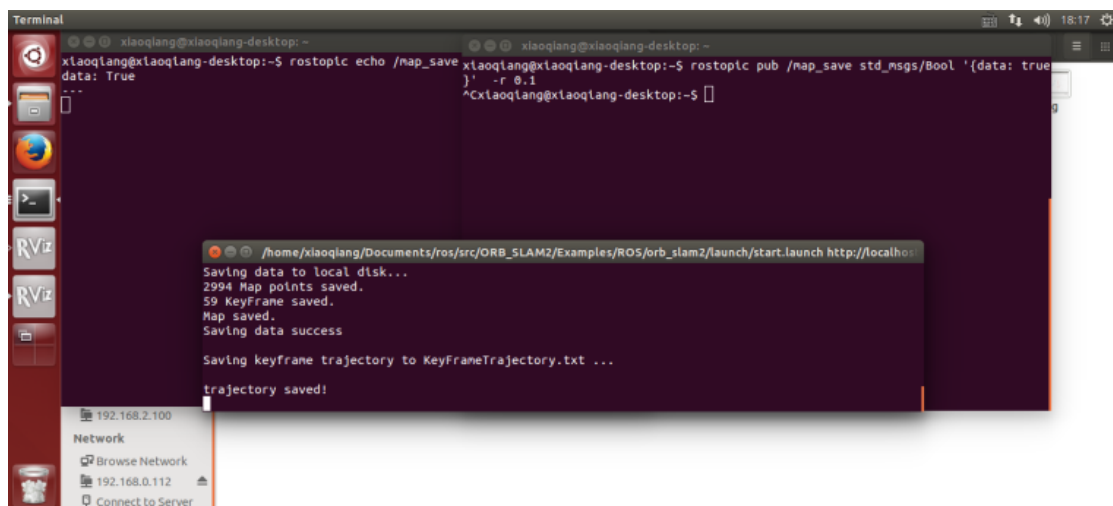 Terminal
18:17
xiaoqiang@xiaoqiang-desktop: ~
xiaoqiang@xiaoqiang-desktop:~$ rostopic echo /map_save
data: True
---
xiaoqiang@xiaoqiang-desktop: ~
xiaoqiang@xiaoqiang-desktop:~$ rostopic pub /map_save std_msgs/Bool '{data: true
}' -r 0.1
^Cxiaoqiang@xiaoqiang-desktop:~$
g
RViz
RViz
/home/xiaoqiang/Documents/ros/src/ORB_SLAM2/Examples/ROS/orb_slam2/launch/start.launch http://localhos
Saving data to local disk...
2994 Map points saved.
59 KeyFrame saved.
Map saved.
Saving data success
Saving keyframe trajectory to KeyFrameTrajectory.txt ...
trajectory saved!
192.168.2.100
Network
Browse Network
192.168.0.112
Connect to Server